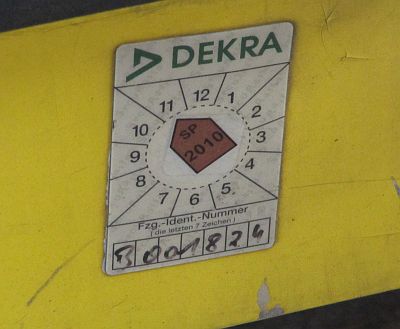 DEKRA
11 12 1
10 2
9 3
8 4
7 6 5
SP
2010
Fzg.-Ident.-Nummer
(die letzten 7 Zeichen)
B001824